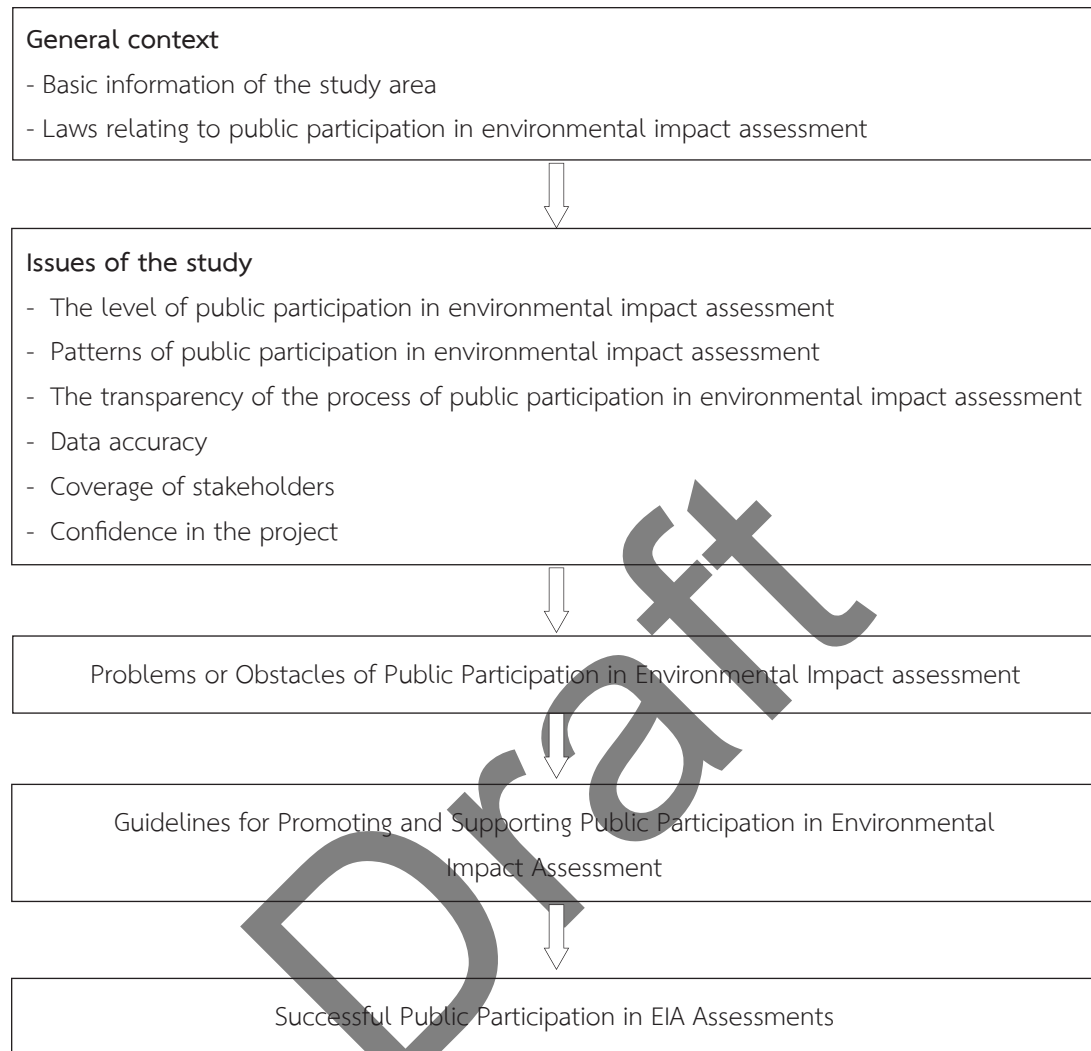 General context
- Basic information of the study area
- Laws relating to public participation in environmental impact assessment
Issues of the study
- The level of public participation in environmental impact assessment
- Patterns of public participation in environmental impact assessment
- The transparency of the process of public participation in environmental impact assessment
- Data accuracy
- Coverage of stakeholders
- Confidence in the project
Problems or Obstacles of Public Participation in Environmental Impact assessment
Guidelines for Promoting and Supporting Public Participation in Environmental
Impact Assessment
Successful Public Participation in EIA Assessments
Draft